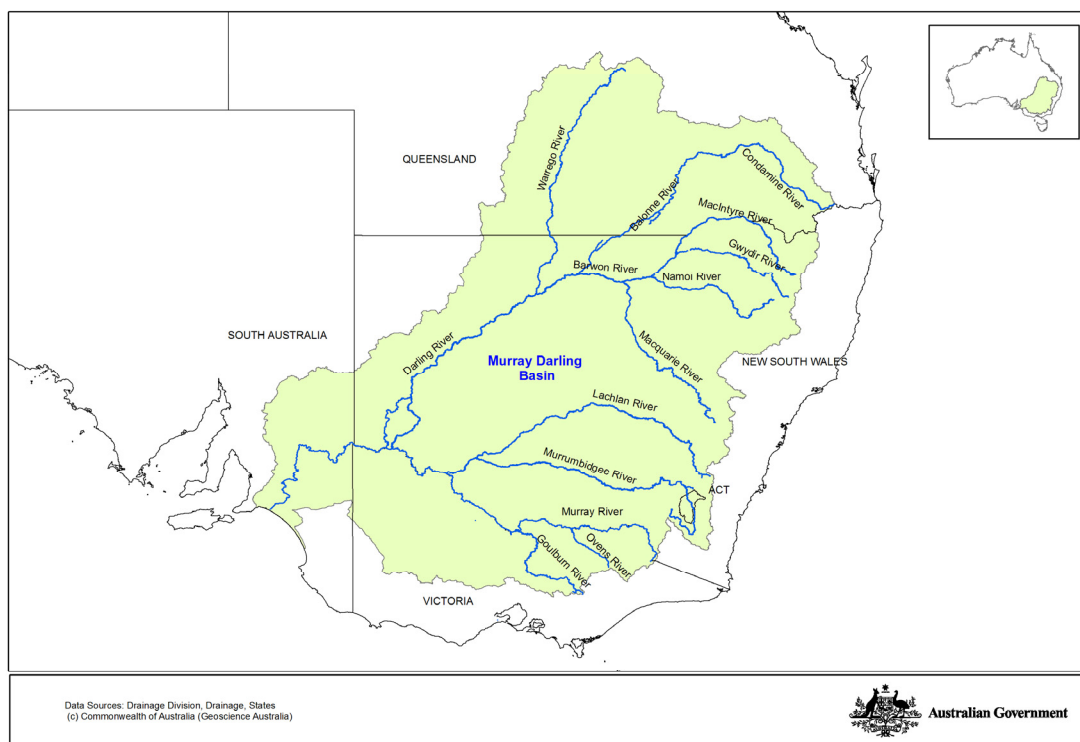 QUEENSLAND
Warrego River
Condamine River
Balonne River
MacIntyre River
Gwydir River
Barwon River
Namoi River
SOUTH AUSTRALIA
Darling River
Murray Darling
Basin
Macquarie River
NEW SOUTH WALES
Lachlan River
Murrumbidgee River
ACT
Murray River
Ovens River
Goulburn River
VICTORIA
Data Sources: Drainage Division, Drainage, States
(c) Commonwealth of Australia (Geoscience Australia)
Australian Government